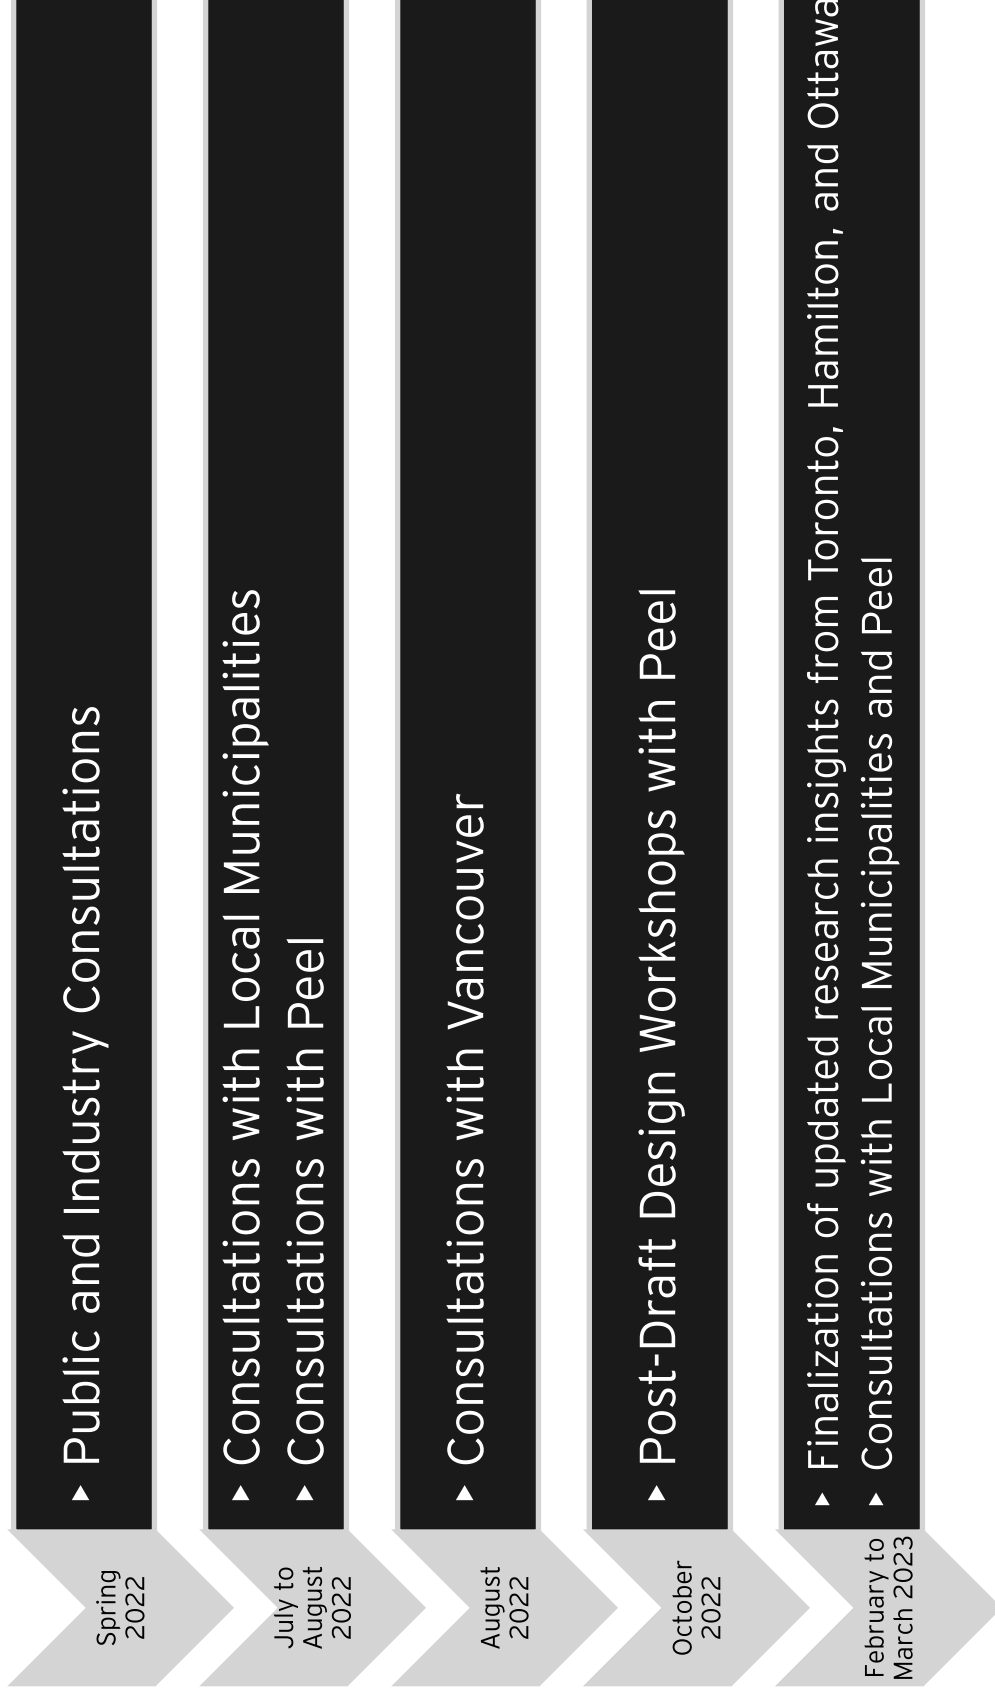 Spring
2022
Public and Industry Consultations
July to
August
2022
Consultations with Local Municipalities
Consultations with Peel
August
2022
Consultations with Vancouver
October
2022
Post-Draft Design Workshops with Peel
February to
March 2023
Finalization of updated research insights from Toronto, Hamilton, and Ottawa
Consultations with Local Municipalities and Peel